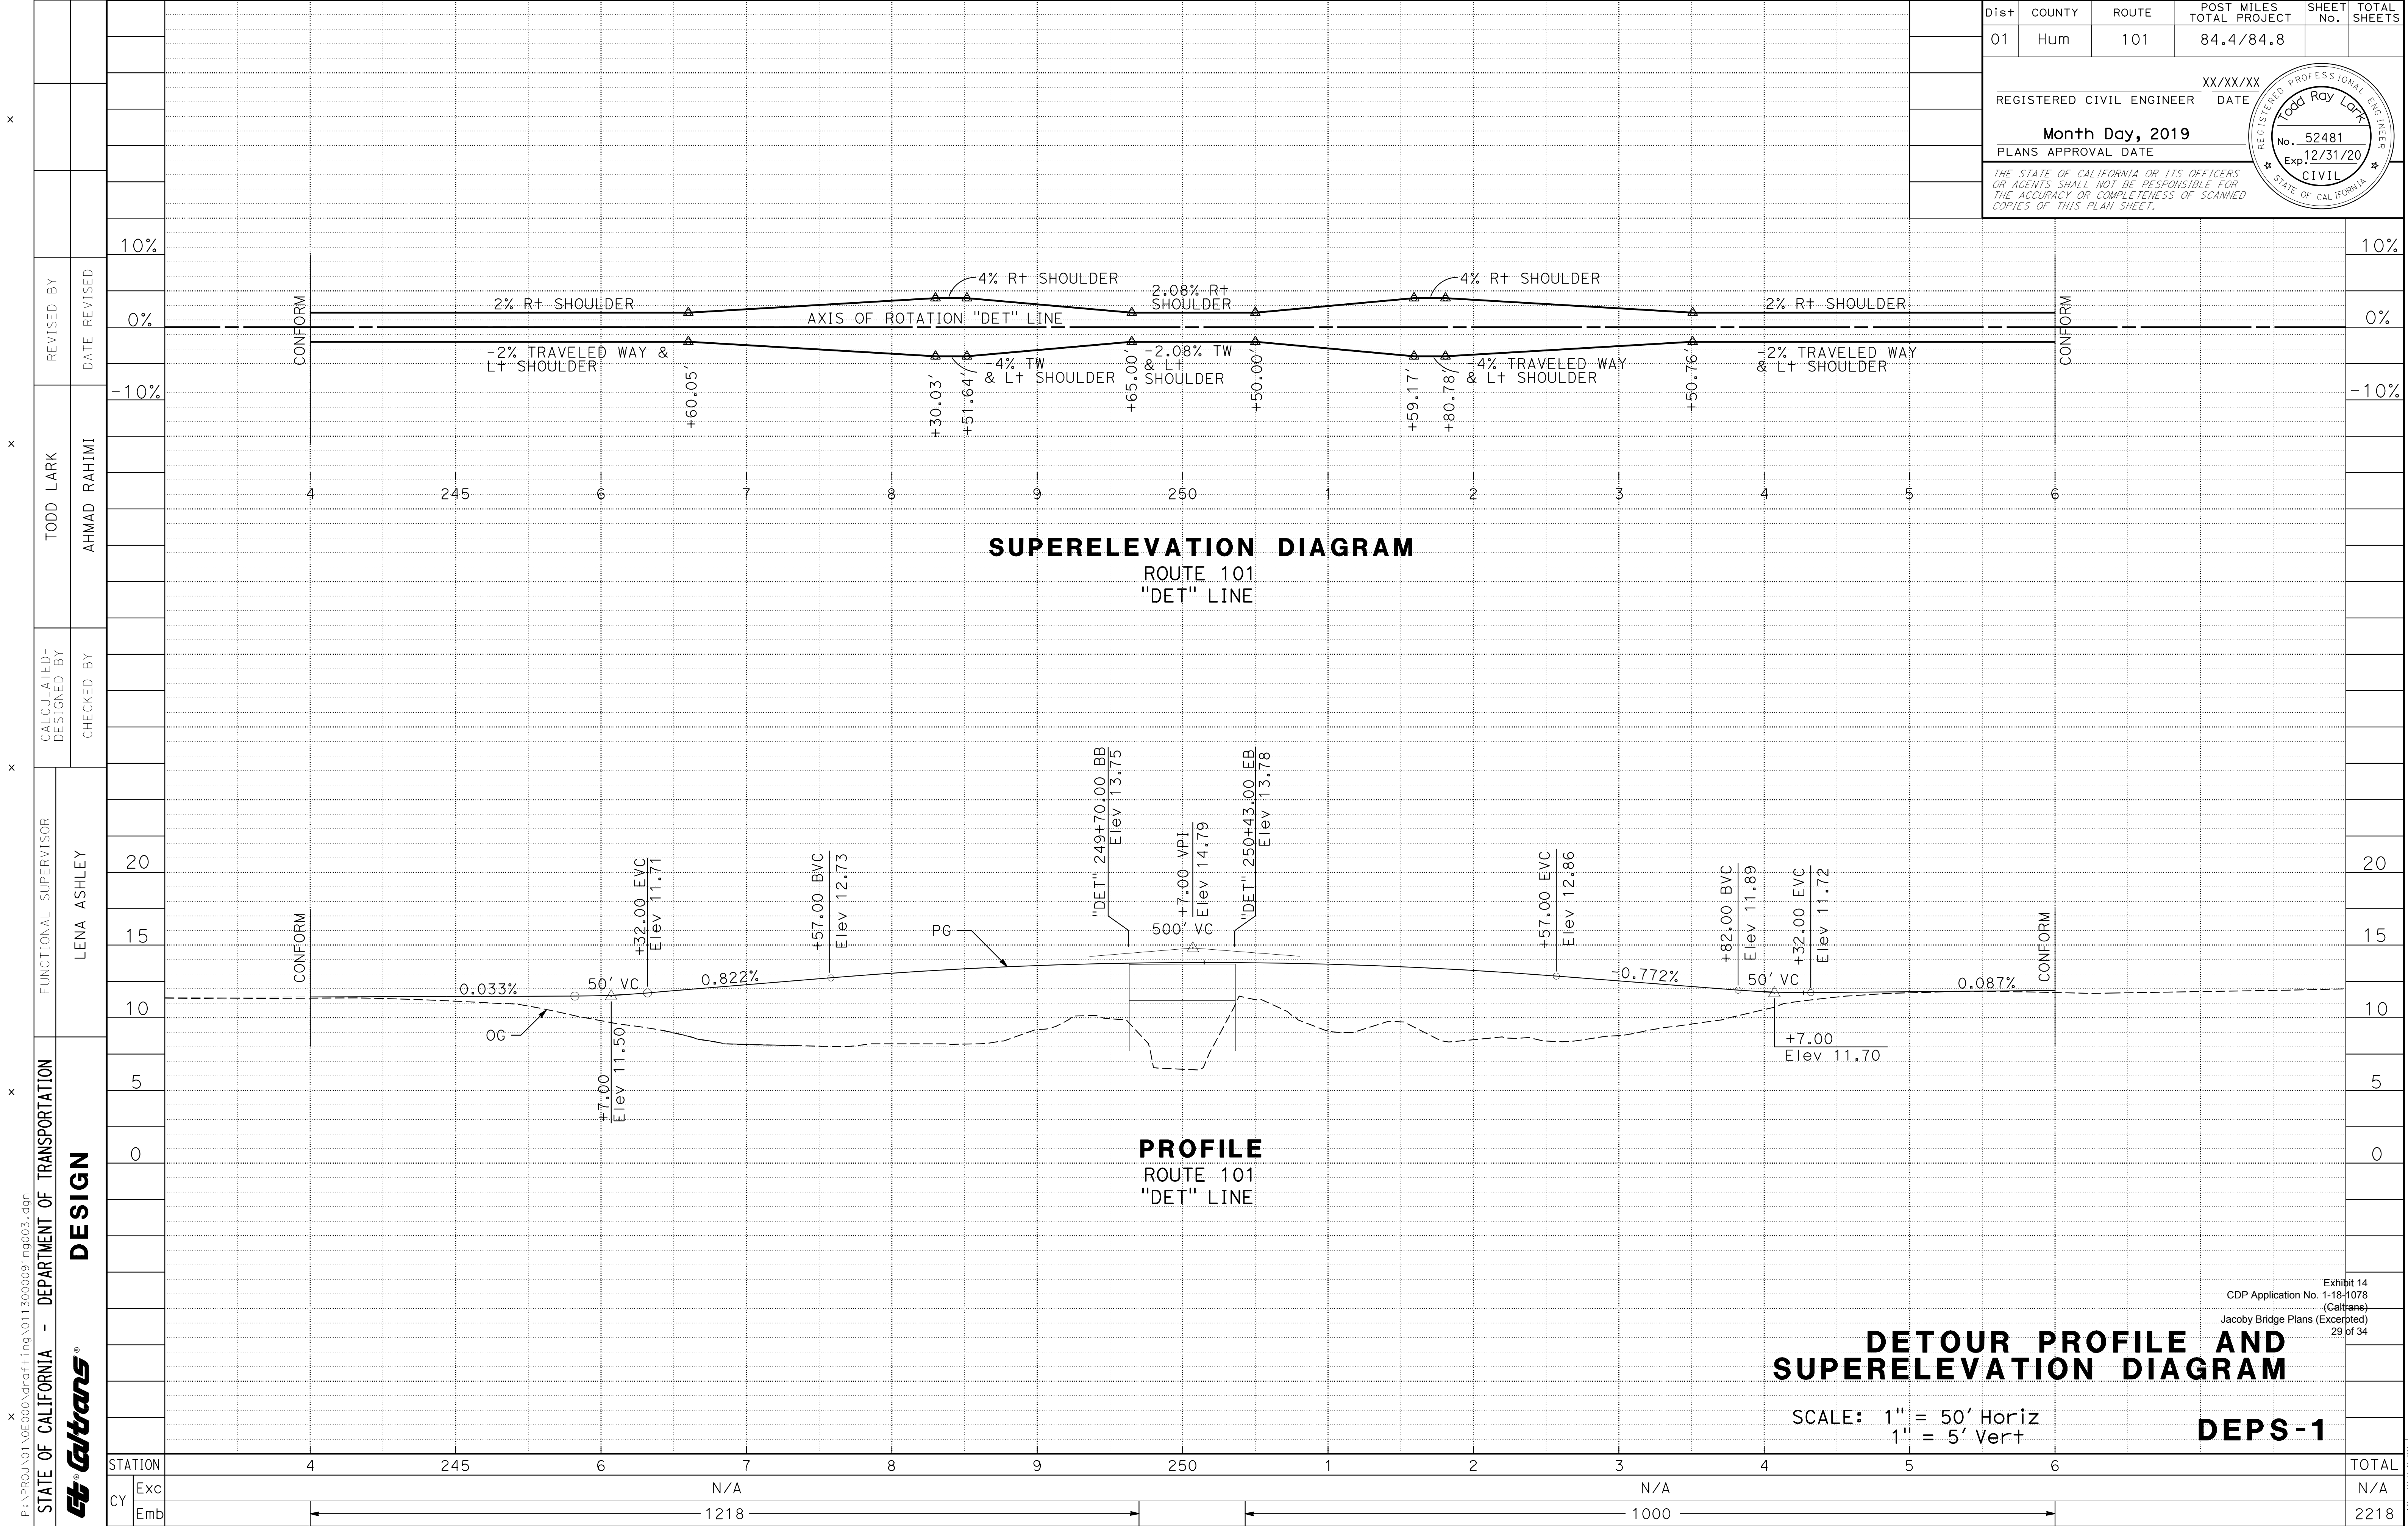 Dist COUNTY ROUTE POST MILES TOTAL PROJECT SHEET No. TOTAL SHEETS
01 Hum 101 84.4/84.8
XX/XX/XX
REGISTERED CIVIL ENGINEER DATE
Month Day, 2019
PLANS APPROVAL DATE
REGISTERED PROFESSIONAL ENGINEER
Todd Ray Lark
No. 52481
Exp. 12/31/20
CIVIL
STATE OF CALIFORNIA
THE STATE OF CALIFORNIA OR ITS OFFICERS
OR AGENTS SHALL NOT BE RESPONSIBLE FOR
THE ACCURACY OR COMPLETENESS OF SCANNED
COPIES OF THIS PLAN SHEET.
REVISED BY
DATE REVISED
TODD LARK
AHMAD RAHIMI
CALCULATED-
DESIGNED BY
CHECKED BY
FUNCTIONAL SUPERVISOR
LENA ASHLEY
STATE OF CALIFORNIA - DEPARTMENT OF TRANSPORTATION
DESIGN
ct® Caltrans®
P:\PROJ\01\0E000\drafting\0113000091mg003.dgn
x
x
x
x
x
10%
0%
-10%
10%
0%
-10%
CONFORM
2% Rt SHOULDER
4% Rt SHOULDER
2.08% Rt
SHOULDER
4% Rt SHOULDER
2% Rt SHOULDER
CONFORM
AXIS OF ROTATION "DET" LINE
-2% TRAVELED WAY &
Lt SHOULDER
-4% TW
& Lt SHOULDER
-2.08% TW
& Lt
SHOULDER
-4% TRAVELED WAY
& Lt SHOULDER
-2% TRAVELED WAY
& Lt SHOULDER
+60.05'
+30.03'
+51.64'
+65.00'
+50.00'
+59.17'
+80.78'
+50.76'
4 245 6 7 8 9 250 1 2 3 4 5 6
SUPERELEVATION DIAGRAM
ROUTE 101
"DET" LINE
20
15
10
5
0
20
15
10
5
0
CONFORM
0.033%
OG
50' VC
+7.00
Elev 11.50
+32.00 EVC
Elev 11.71
0.822%
+57.00 BVC
Elev 12.73
PG
"DET" 249+70.00 BB
Elev 13.75
+7.00 VPI
Elev 14.79
500' VC
"DET" 250+43.00 EB
Elev 13.78
+57.00 EVC
Elev 12.86
-0.772%
+82.00 BVC
Elev 11.89
50' VC
+32.00 EVC
Elev 11.72
+7.00
Elev 11.70
0.087%
CONFORM
PROFILE
ROUTE 101
"DET" LINE
Exhibit 14
CDP Application No. 1-18-1078
(Caltrans)
Jacoby Bridge Plans (Excerpted)
29 of 34
DETOUR PROFILE AND
SUPERELEVATION DIAGRAM
SCALE: 1" = 50' Horiz
1" = 5' Vert
DEPS-1
STATION 4 245 6 7 8 9 250 1 2 3 4 5 6 TOTAL
CY Exc N/A N/A N/A
Emb 1218 1000 2218